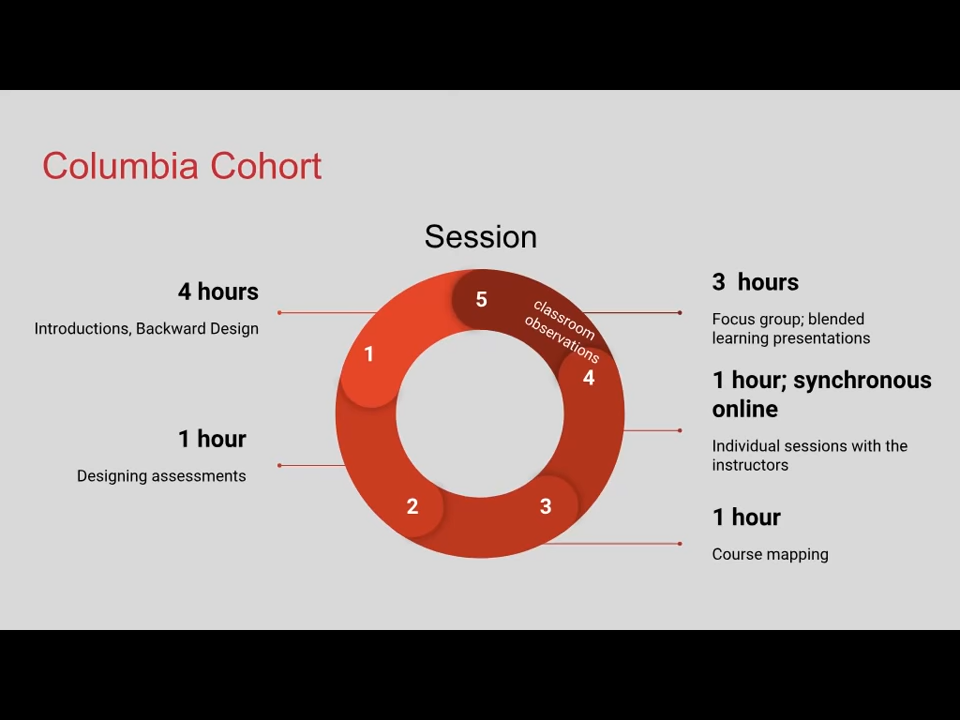 Columbia Cohort
Session
4 hours
Introductions, Backward Design
1 hour
Designing assessments
1
2
3
4
5
classroom
observations
3 hours
Focus group; blended
learning presentations
1 hour; synchronous
online
Individual sessions with the
instructors
1 hour
Course mapping